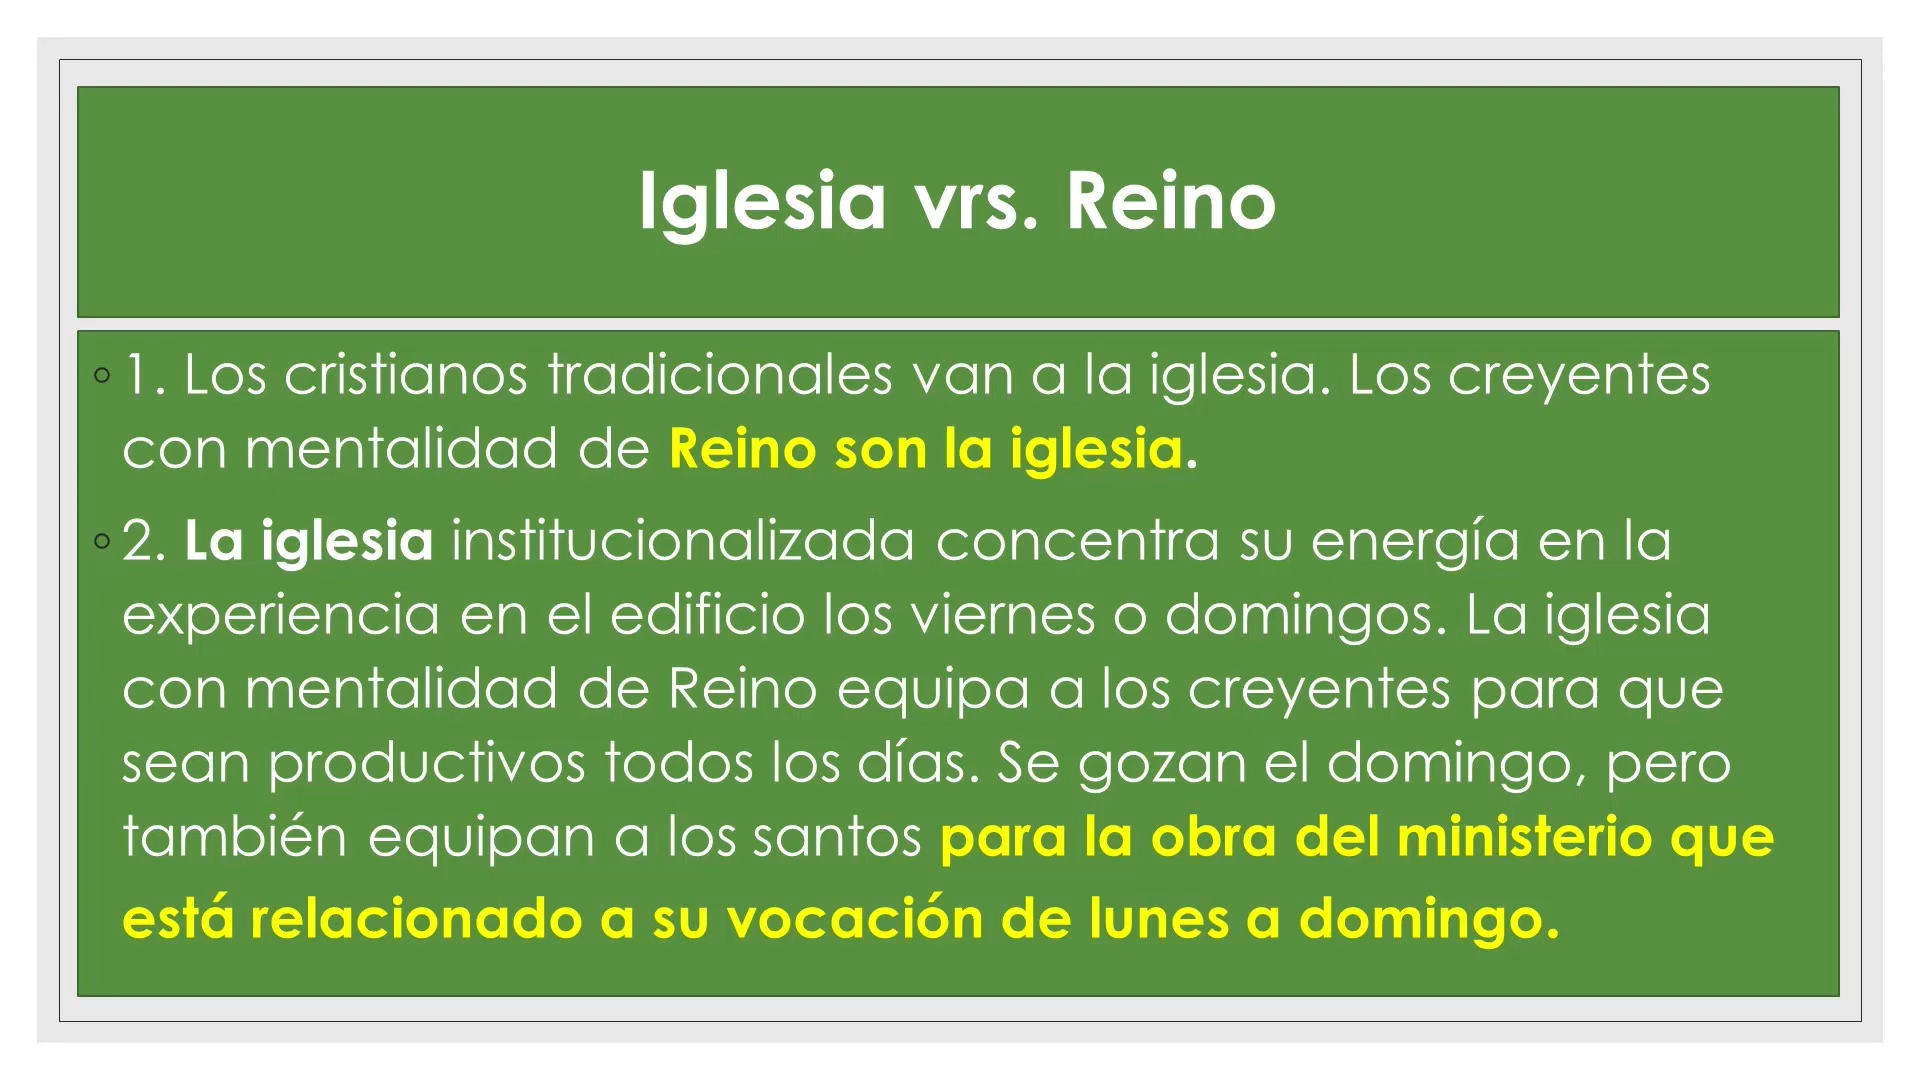 Iglesia vrs. Reino
◦ 1. Los cristianos tradicionales van a la iglesia. Los creyentes
con mentalidad de Reino son la iglesia.
◦ 2. La iglesia institucionalizada concentra su energía en la
experiencia en el edificio los viernes o domingos. La iglesia
con mentalidad de Reino equipa a los creyentes para que
sean productivos todos los días. Se gozan el domingo, pero
también equipan a los santos para la obra del ministerio que
está relacionado a su vocación de lunes a domingo.